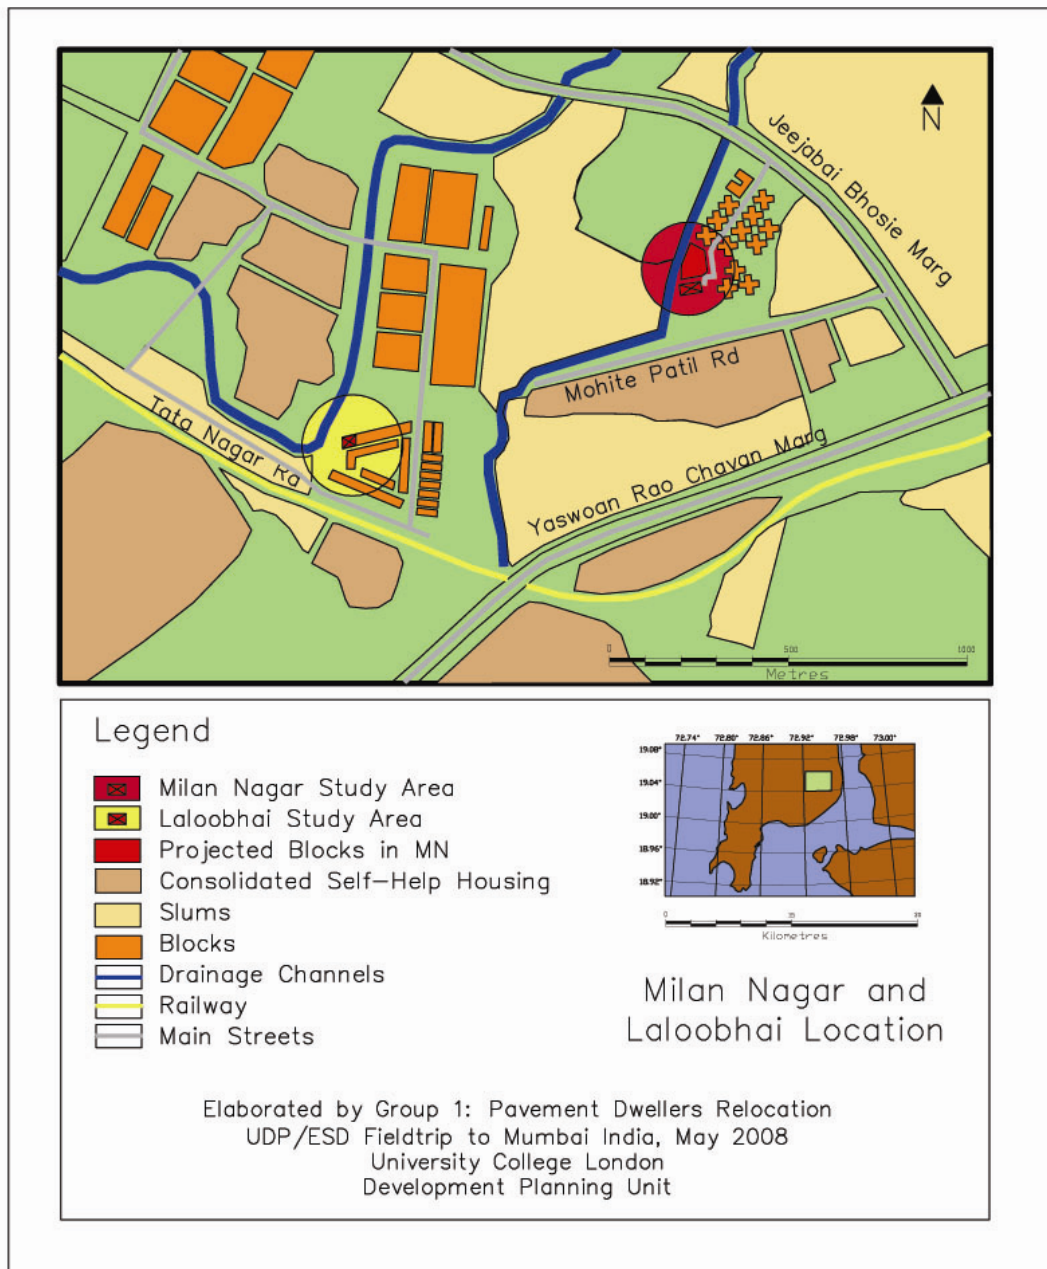 N
Jeejabai Bhosie Marg
Mohite Patil Rd
Tata Nagar Rd
Yaswoan Rao Chavan Marg
0 500 1000
Metres
Legend
Milan Nagar Study Area
Laloobhai Study Area
Projected Blocks in MN
Consolidated Self-Help Housing
Slums
Blocks
Drainage Channels
Railway
Main Streets
72.74° 72.80° 72.86° 72.92° 72.98° 73.00°
19.08°
19.04°
19.00°
18.96°
18.92°
0
Kilometres
Milan Nagar and
Laloobhai Location
Elaborated by Group 1: Pavement Dwellers Relocation
UDP/ESD Fieldtrip to Mumbai India, May 2008
University College London
Development Planning Unit